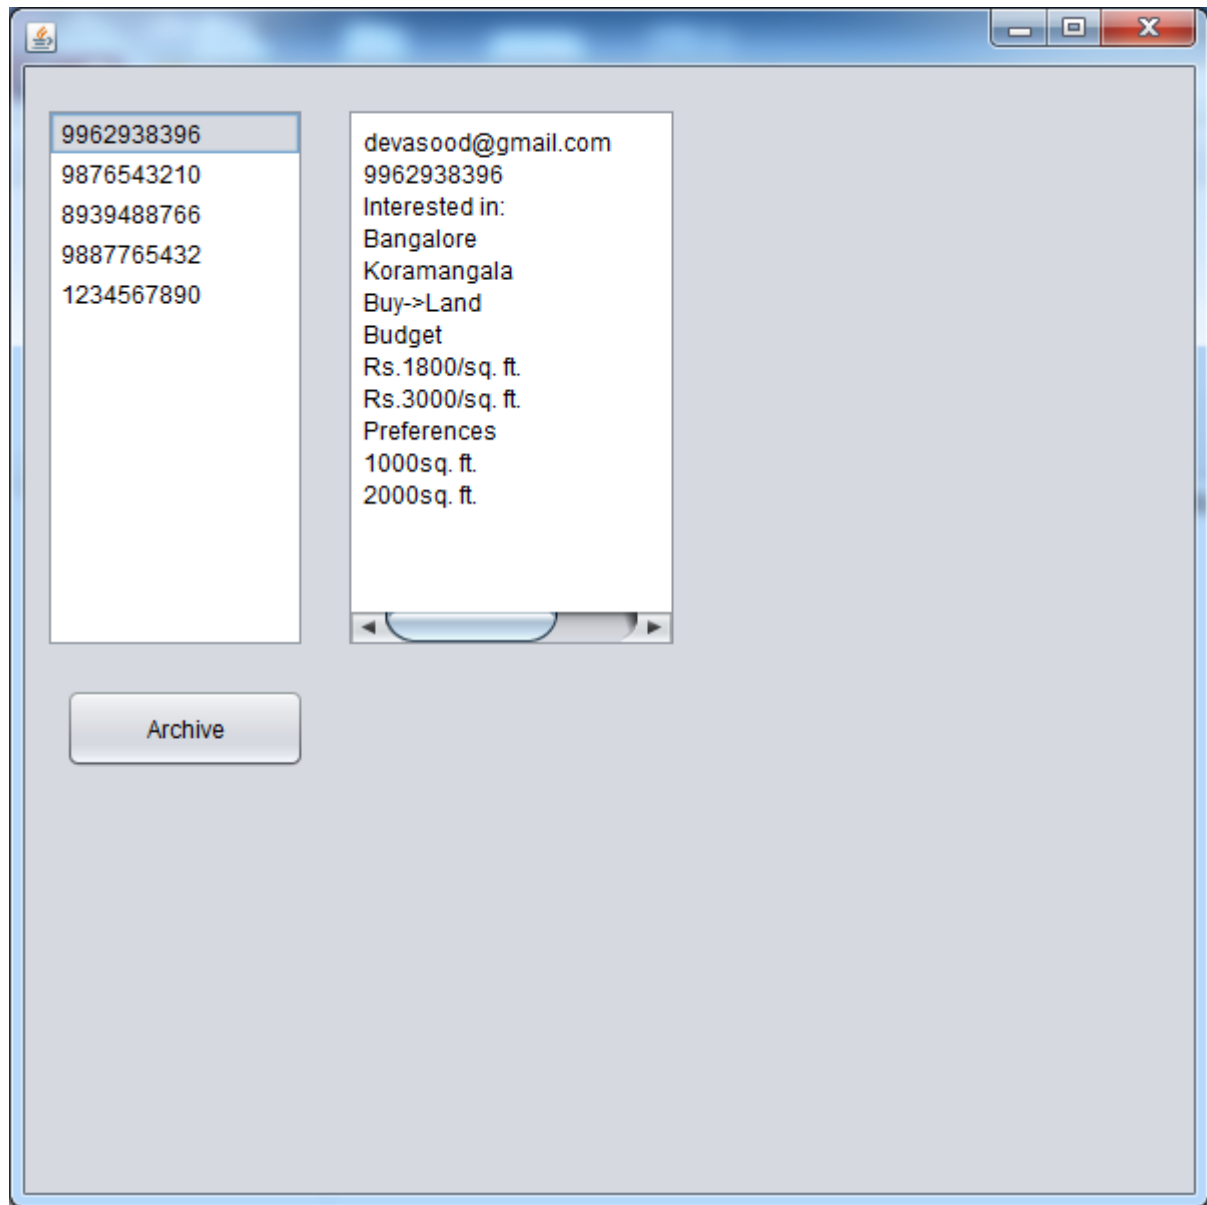 9962938396
9876543210
8939488766
9887765432
1234567890
devasood@gmail.com
9962938396
Interested in:
Bangalore
Koramangala
Buy->Land
Budget
Rs.1800/sq. ft.
Rs.3000/sq. ft.
Preferences
1000sq. ft.
2000sq. ft.
Archive